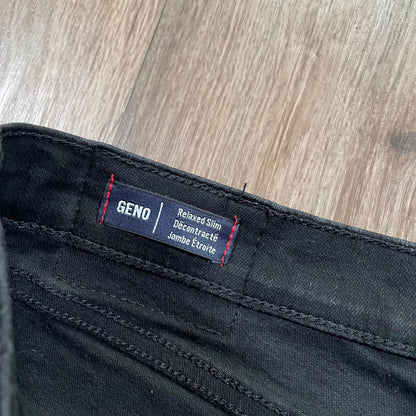 GENO
Relaxed Slim
Décontracté
Jambe Étroite